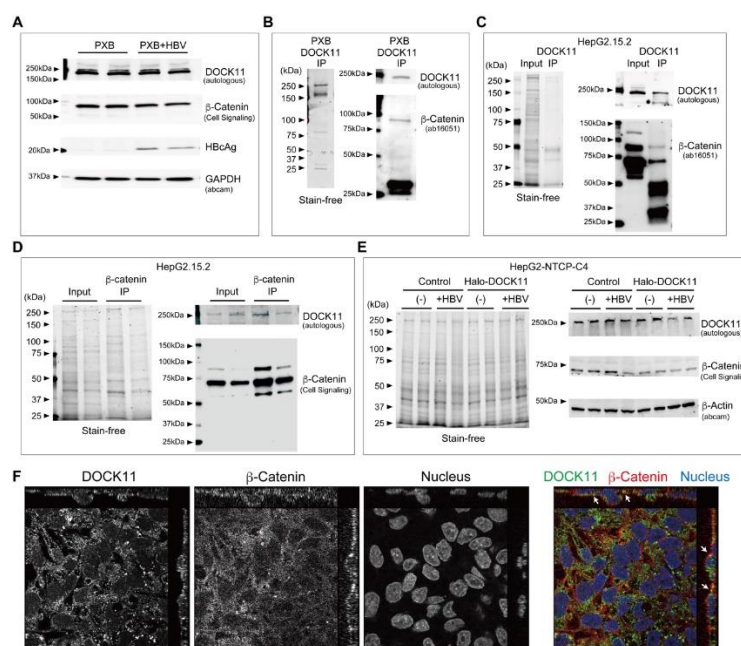 A
PXB PXB+HBV
250kDa
150kDa
DOCK11
(autologous)
100kDa
50kDa
β-Catenin
(Cell Signaling)
20kDa
HBcAg
37kDa
GAPDH
(abcam)
B
PXB
DOCK11
IP
(kDa)
250
150
100
75
50
37
25
Stain-free
PXB
DOCK11
IP
250kDa
DOCK11
(autologous)
100kDa
50kDa
25kDa
β-Catenin
(ab16051)
C
HepG2.15.2
DOCK11
Input IP
(kDa)
250
150
100
75
50
37
25
Stain-free
DOCK11
Input IP
250kDa
DOCK11
(autologous)
100kDa
75kDa
50kDa
37kDa
25kDa
β-Catenin
(ab16051)
D
HepG2.15.2
Input β-catenin
IP
(kDa)
250
150
100
75
50
37
25
Stain-free
Input β-catenin
IP
250kDa
DOCK11
(autologous)
150kDa
100kDa
75kDa
50kDa
37kDa
25kDa
β-Catenin
(Cell Signaling)
E
HepG2-NTCP-C4
Control Halo-DOCK11
(-) +HBV (-) +HBV
(kDa)
250
150
100
75
50
37
25
Stain-free
Control Halo-DOCK11
(-) +HBV (-) +HBV
250kDa
DOCK11
(autologous)
75kDa
β-Catenin
(Cell Signaling)
50kDa
β-Actin
(abcam)
F
DOCK11 β-Catenin Nucleus DOCK11 β-Catenin Nucleus